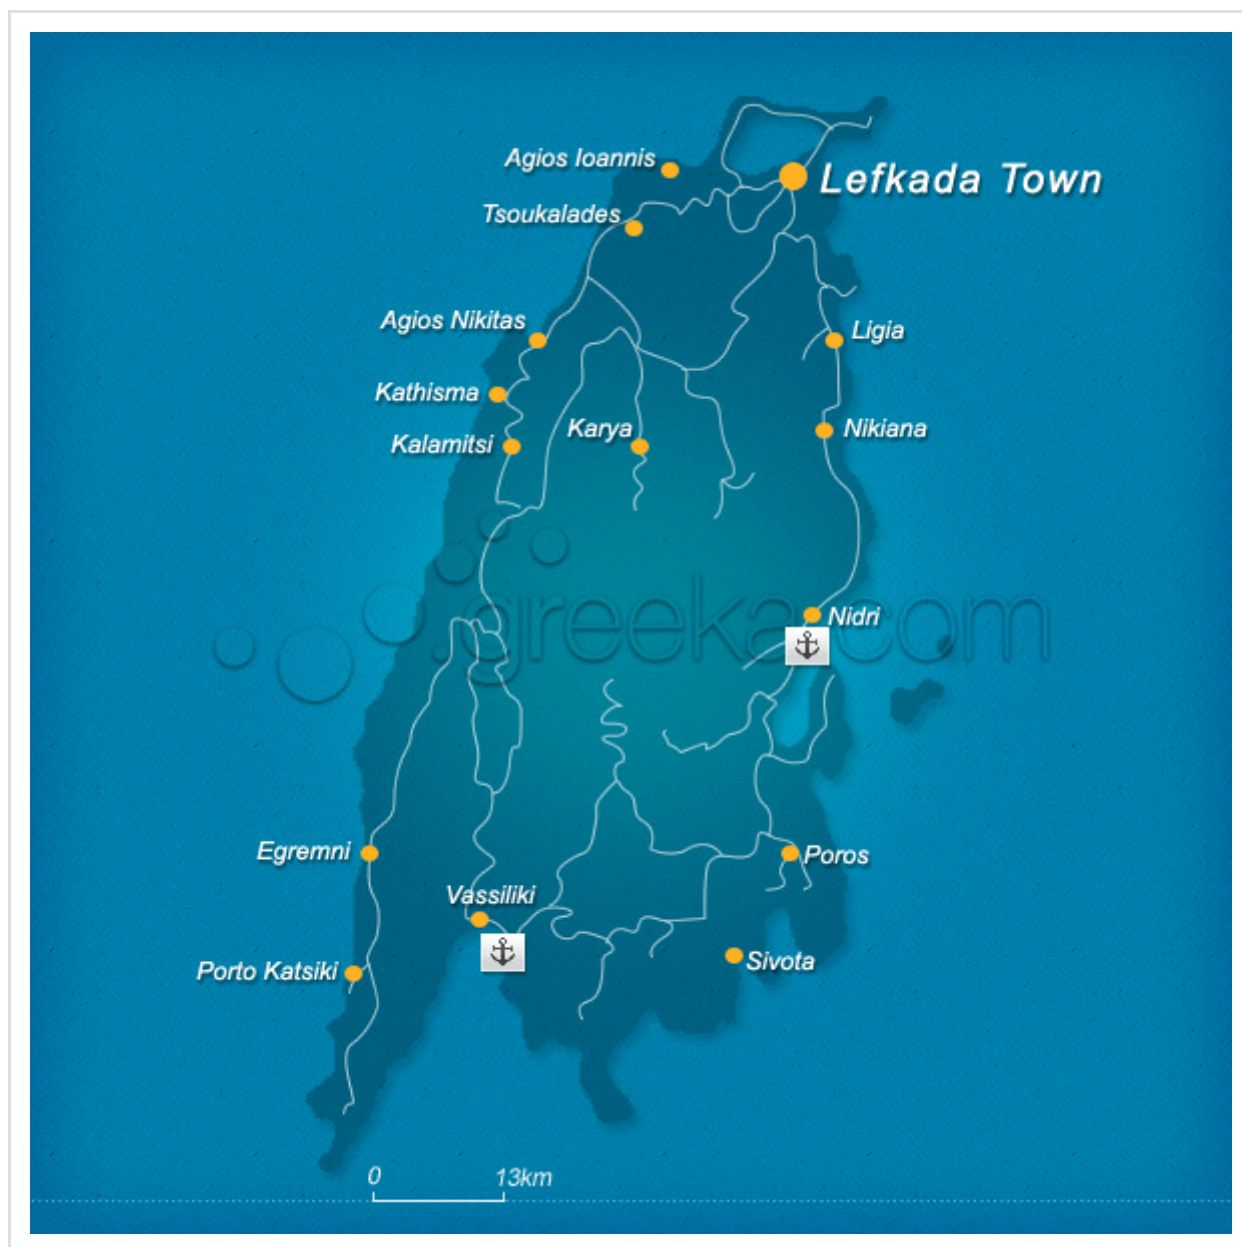 Agios Ioannis
Lefkada Town
Tsoukalades
Agios Nikitas
Ligia
Kathisma
Nikiana
Karya
Kalamitsi
.greeka.com
Nidri
Egremni
Poros
Vassiliki
Sivota
Porto Katsiki
0 13km